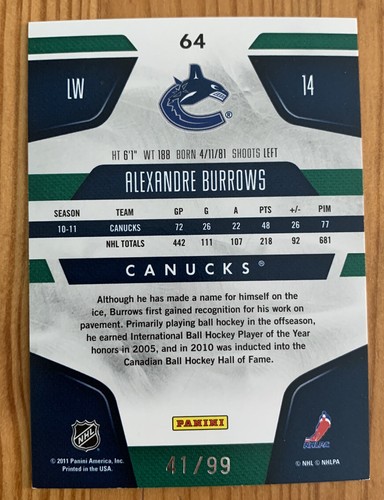 64
LW
14
®
HT 6'1" WT 188 BORN 4/11/81 SHOOTS LEFT
ALEXANDRE BURROWS
SEASON TEAM GP G A PTS +/- PIM
10-11 CANUCKS 72 26 22 48 26 77
NHL TOTALS 442 111 107 218 92 681
CANUCKS®
Although he has made a name for himself on the
ice, Burrows first gained recognition for his work on
pavement. Primarily playing ball hockey in the offseason,
he earned International Ball Hockey Player of the Year
honors in 2005, and in 2010 was inducted into the
Canadian Ball Hockey Hall of Fame.
PANINI
NHL
NHLPA
© 2011 Panini America, Inc.
Printed in the USA.
41/99
© NHL © NHLPA